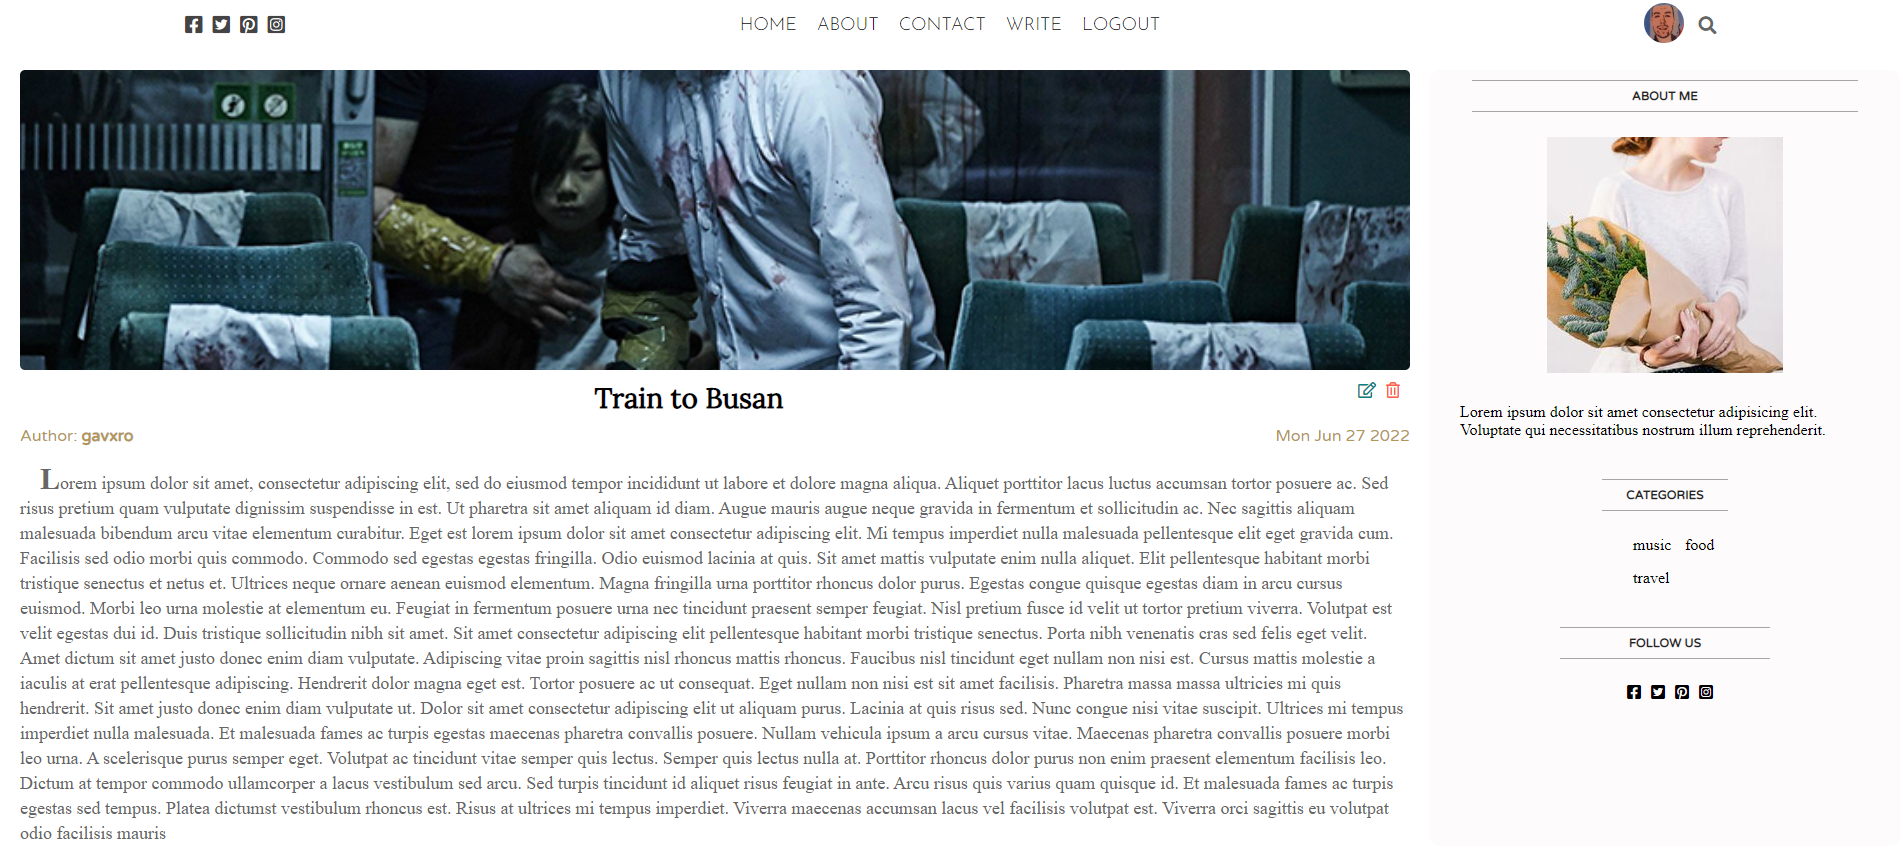 HOME ABOUT CONTACT WRITE LOGOUT
Train to Busan
Author: gavxro
Mon Jun 27 2022
Lorem ipsum dolor sit amet, consectetur adipiscing elit, sed do eiusmod tempor incididunt ut labore et dolore magna aliqua. Aliquet porttitor lacus luctus accumsan tortor posuere ac. Sed
risus pretium quam vulputate dignissim suspendisse in est. Ut pharetra sit amet aliquam id diam. Augue mauris augue neque gravida in fermentum et sollicitudin ac. Nec sagittis aliquam
malesuada bibendum arcu vitae elementum curabitur. Eget est lorem ipsum dolor sit amet consectetur adipiscing elit. Mi tempus imperdiet nulla malesuada pellentesque elit eget gravida cum.
Facilisis sed odio morbi quis commodo. Commodo sed egestas egestas fringilla. Odio euismod lacinia at quis. Sit amet mattis vulputate enim nulla aliquet. Elit pellentesque habitant morbi
tristique senectus et netus et. Ultrices neque ornare aenean euismod elementum. Magna fringilla urna porttitor rhoncus dolor purus. Egestas congue quisque egestas diam in arcu cursus
euismod. Morbi leo urna molestie at elementum eu. Feugiat in fermentum posuere urna nec tincidunt praesent semper feugiat. Nisl pretium fusce id velit ut tortor pretium viverra. Volutpat est
velit egestas dui id. Duis tristique sollicitudin nibh sit amet. Sit amet consectetur adipiscing elit pellentesque habitant morbi tristique senectus. Porta nibh venenatis cras sed felis eget velit.
Amet dictum sit amet justo donec enim diam vulputate. Adipiscing vitae proin sagittis nisl rhoncus mattis rhoncus. Faucibus nisl tincidunt eget nullam non nisi est. Cursus mattis molestie a
iaculis at erat pellentesque adipiscing. Hendrerit dolor magna eget est. Tortor posuere ac ut consequat. Eget nullam non nisi est sit amet facilisis. Pharetra massa massa ultricies mi quis
hendrerit. Sit amet justo donec enim diam vulputate ut. Dolor sit amet consectetur adipiscing elit ut aliquam purus. Lacinia at quis risus sed. Nunc congue nisi vitae suscipit. Ultrices mi tempus
imperdiet nulla malesuada. Et malesuada fames ac turpis egestas maecenas pharetra convallis posuere. Nullam vehicula ipsum a arcu cursus vitae. Maecenas pharetra convallis posuere morbi
leo urna. A scelerisque purus semper eget. Volutpat ac tincidunt vitae semper quis lectus. Semper quis lectus nulla at. Porttitor rhoncus dolor purus non enim praesent elementum facilisis leo.
Dictum at tempor commodo ullamcorper a lacus vestibulum sed arcu. Sed turpis tincidunt id aliquet risus feugiat in ante. Arcu risus quis varius quam quisque id. Et malesuada fames ac turpis
egestas sed tempus. Platea dictumst vestibulum rhoncus est. Risus at ultrices mi tempus imperdiet. Viverra maecenas accumsan lacus vel facilisis volutpat est. Viverra orci sagittis eu volutpat
odio facilisis mauris
ABOUT ME
Lorem ipsum dolor sit amet consectetur adipisicing elit.
Voluptate qui necessitatibus nostrum illum reprehenderit.
CATEGORIES
music food
travel
FOLLOW US